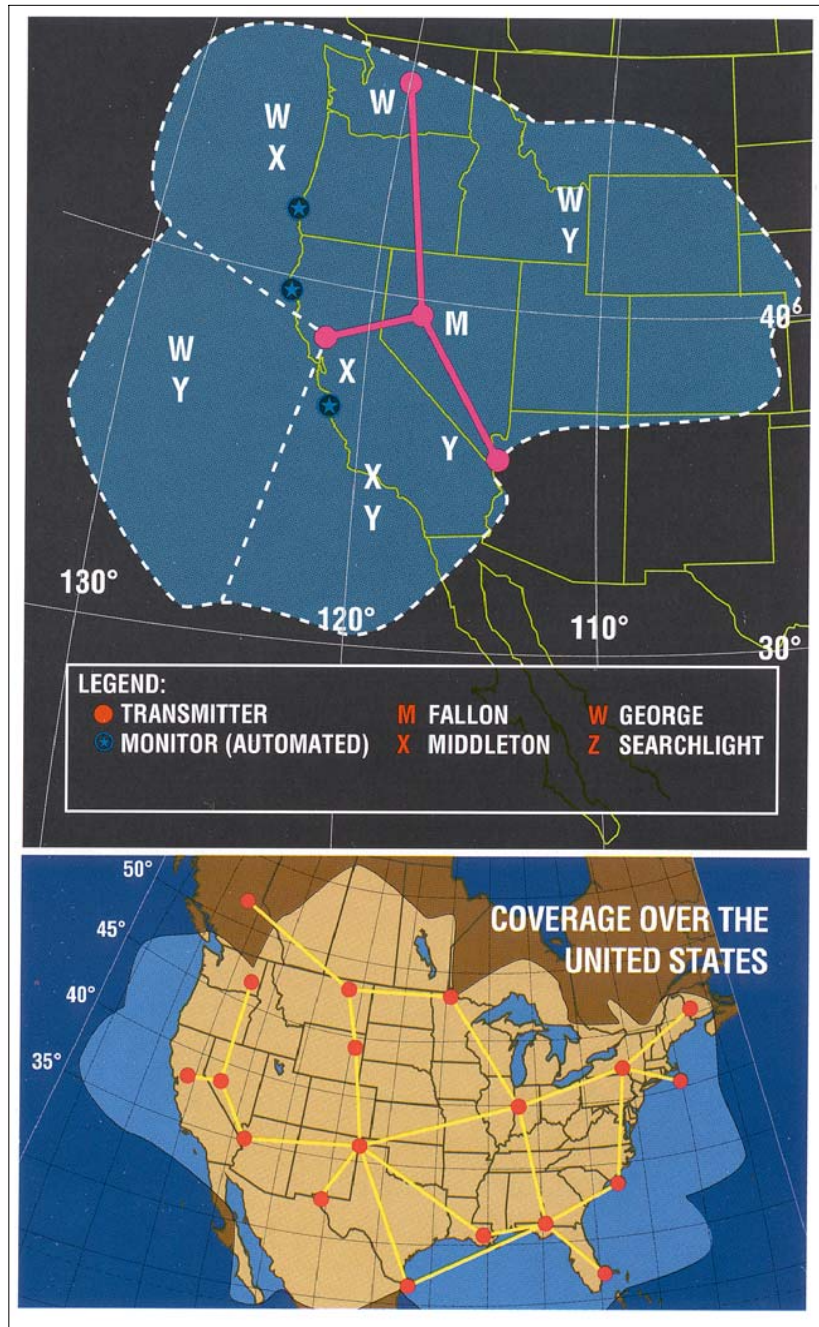 W
W
X
W
Y
40°
M
W
Y
X
Y
X
Y
130°
120°
110°
30°
LEGEND:
TRANSMITTER M FALLON W GEORGE
MONITOR (AUTOMATED) X MIDDLETON Z SEARCHLIGHT
50°
COVERAGE OVER THE
UNITED STATES
45°
40°
35°